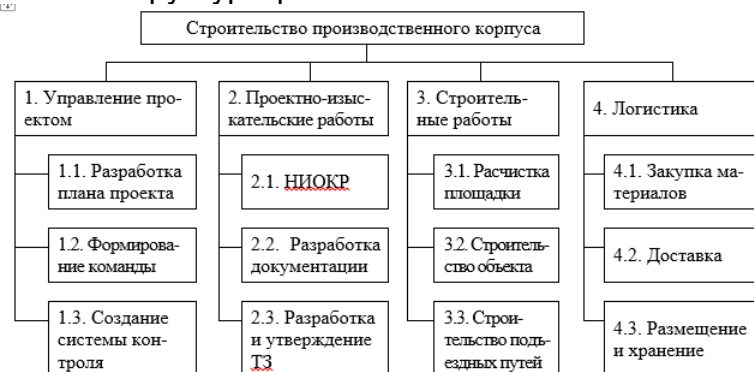 Строительство производственного корпуса
1. Управление про-
ектом
1.1. Разработка
плана проекта
1.2. Формирова-
ние команды
1.3. Создание
системы кон-
троля
2. Проектно-изыс-
кательские работы
2.1. НИОКР
2.2. Разработка
документации
2.3. Разработка
и утверждение
ТЗ
3. Строитель-
ные работы
3.1. Расчистка
площадки
3.2. Строитель-
ство объекта
3.3. Строи-
тельство подъ-
ездных путей
4. Логистика
4.1. Закупка ма-
териалов
4.2. Доставка
4.3. Размещение
и хранение